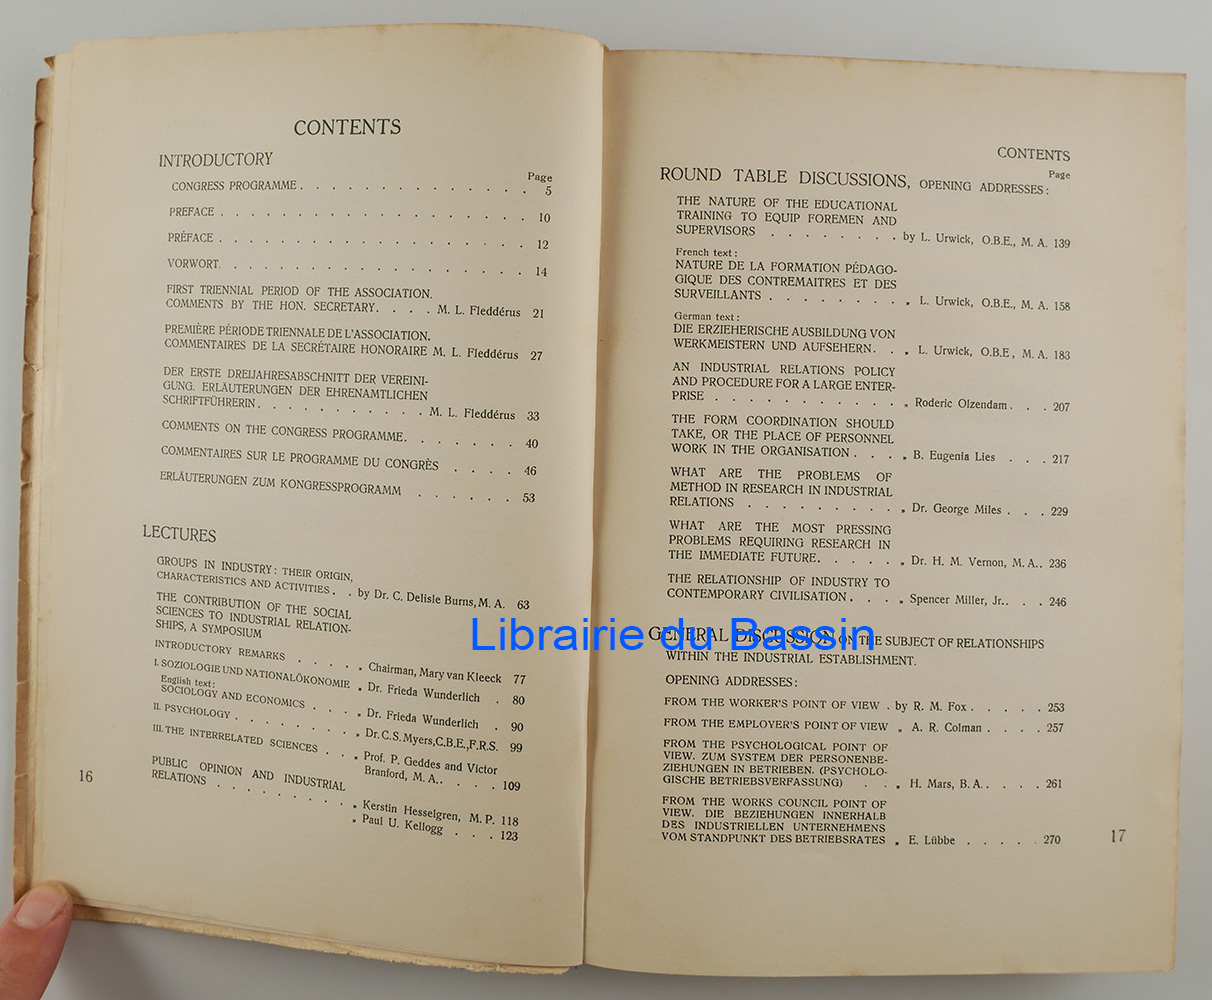 CONTENTS
INTRODUCTORY
Page
CONGRESS PROGRAMME . . . . . . . . . . . . . . 5
PREFACE . . . . . . . . . . . . . . . . . . 10
PRÉFACE . . . . . . . . . . . . . . . . . . 12
VORWORT. . . . . . . . . . . . . . . . . . 14
FIRST TRIENNIAL PERIOD OF THE ASSOCIATION.
COMMENTS BY THE HON. SECRETARY. . . . M. L. Fleddérus 21
PREMIÈRE PÉRIODE TRIENNALE DE L'ASSOCIATION.
COMMENTAIRES DE LA SECRÉTAIRE HONORAIRE M. L. Fleddérus 27
DER ERSTE DREIJAHRESABSCHNITT DER VEREINI-
GUNG. ERLÄUTERUNGEN DER EHRENAMTLICHEN
SCHRIFTFÜHRERIN. . . . . . . . . . . . M. L. Fleddérus 33
COMMENTS ON THE CONGRESS PROGRAMME. . . . . . . 40
COMMENTAIRES SUR LE PROGRAMME DU CONGRÈS . . . . 46
ERLÄUTERUNGEN ZUM KONGRESSPROGRAMM . . . . . . 53
LECTURES
GROUPS IN INDUSTRY: THEIR ORIGIN,
CHARACTERISTICS AND ACTIVITIES . . by Dr. C. Delisle Burns, M. A. 63
THE CONTRIBUTION OF THE SOCIAL
SCIENCES TO INDUSTRIAL RELATION-
SHIPS, A SYMPOSIUM
INTRODUCTORY REMARKS . . . . . „ Chairman, Mary van Kleeck 77
I. SOZIOLOGIE UND NATIONALÖKONOMIE „ Dr. Frieda Wunderlich . 80
English text:
SOCIOLOGY AND ECONOMICS . . . . „ Dr. Frieda Wunderlich . 90
II. PSYCHOLOGY . . . . . . . . . „ Dr. C. S. Myers, C.B.E., F.R.S. 99
III. THE INTERRELATED SCIENCES . . „ Prof. P. Geddes and Victor
Branford, M. A. . . . . 109
PUBLIC OPINION AND INDUSTRIAL
RELATIONS . . . . . . . . . . „ Kerstin Hesselgren, M. P. 118
„ Paul U. Kellogg . . . 123
16
CONTENTS
Page
ROUND TABLE DISCUSSIONS, OPENING ADDRESSES:
THE NATURE OF THE EDUCATIONAL
TRAINING TO EQUIP FOREMEN AND
SUPERVISORS . . . . . . . . by L. Urwick, O.B.E., M. A. 139
French text:
NATURE DE LA FORMATION PÉDAGO-
GIQUE DES CONTREMAITRES ET DES
SURVEILLANTS . . . . . . . . „ L. Urwick, O.B.E., M. A. 158
German text:
DIE ERZIEHERISCHE AUSBILDUNG VON
WERKMEISTERN UND AUFSEHERN. . „ L. Urwick, O.B.E , M. A. 183
AN INDUSTRIAL RELATIONS POLICY
AND PROCEDURE FOR A LARGE ENTER-
PRISE . . . . . . . . . . . „ Roderic Olzendam . . . 207
THE FORM COORDINATION SHOULD
TAKE, OR THE PLACE OF PERSONNEL
WORK IN THE ORGANISATION . . . „ B. Eugenia Lies . . . 217
WHAT ARE THE PROBLEMS OF
METHOD IN RESEARCH IN INDUSTRIAL
RELATIONS . . . . . . . . . „ Dr. George Miles . . . 229
WHAT ARE THE MOST PRESSING
PROBLEMS REQUIRING RESEARCH IN
THE IMMEDIATE FUTURE. . . . . „ Dr. H. M. Vernon, M.A.. 236
THE RELATIONSHIP OF INDUSTRY TO
CONTEMPORARY CIVILISATION. . . „ Spencer Miller, Jr.. . . 246
GENERAL DISCUSSION ON THE SUBJECT OF RELATIONSHIPS
WITHIN THE INDUSTRIAL ESTABLISHMENT.
OPENING ADDRESSES:
FROM THE WORKER'S POINT OF VIEW . by R. M. Fox . . . . . 253
FROM THE EMPLOYER'S POINT OF VIEW „ A. R. Colman . . . . 257
FROM THE PSYCHOLOGICAL POINT OF
VIEW. ZUM SYSTEM DER PERSONENBE-
ZIEHUNGEN IN BETRIEBEN. (PSYCHOLO-
GISCHE BETRIEBSVERFASSUNG) . . „ H. Mars, B. A. . . . . 261
FROM THE WORKS COUNCIL POINT OF
VIEW. DIE BEZIEHUNGEN INNERHALB
DES INDUSTRIELLEN UNTERNEHMENS
VOM STANDPUNKT DES BETRIEBSRATES „ E. Lübbe . . . . . 270
17
Librairie du Bassin